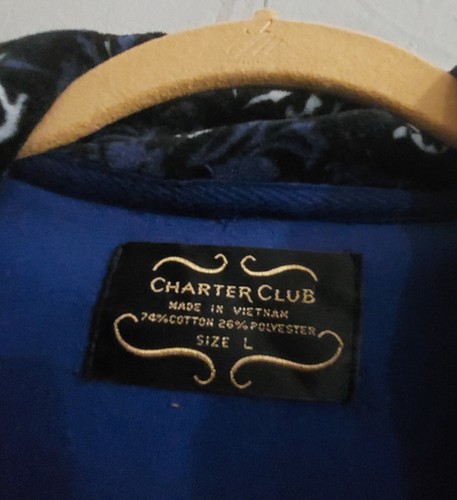 CHARTER CLUB
MADE IN VIETNAM
74% COTTON 26% POLYESTER
SIZE L